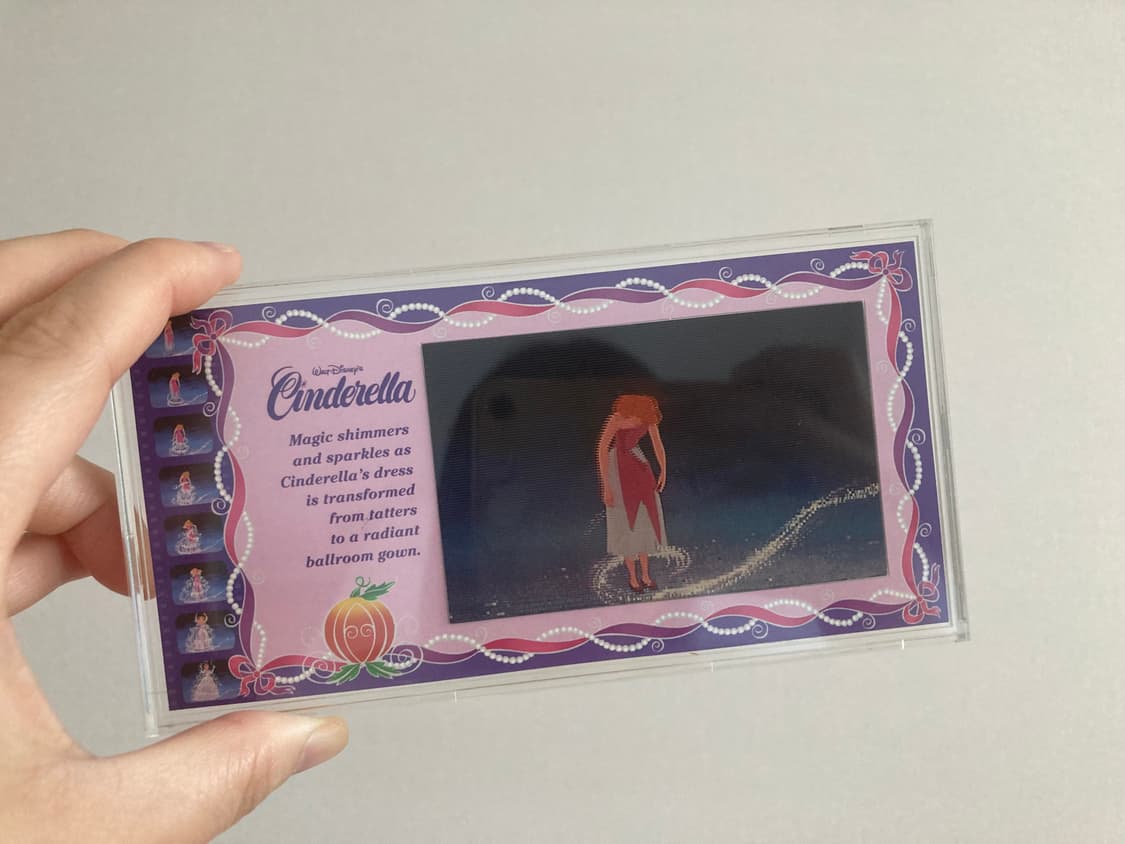 Walt Disney's
Cinderella
Magic shimmers
and sparkles as
Cinderella's dress
is transformed
from tatters
to a radiant
ballroom gown.